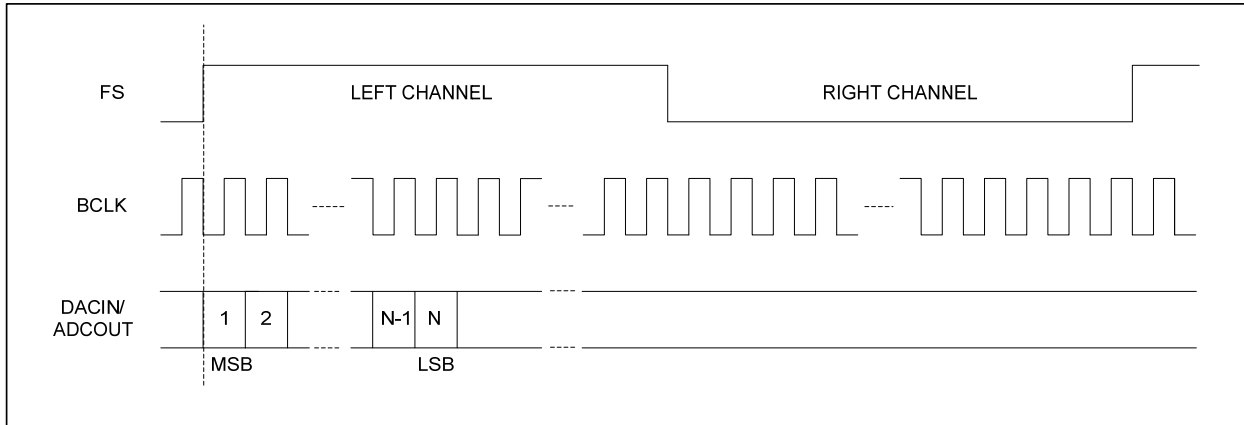 FS
LEFT CHANNEL
RIGHT CHANNEL
BCLK
DACIN/
ADCOUT
1
2
N-1
N
MSB
LSB